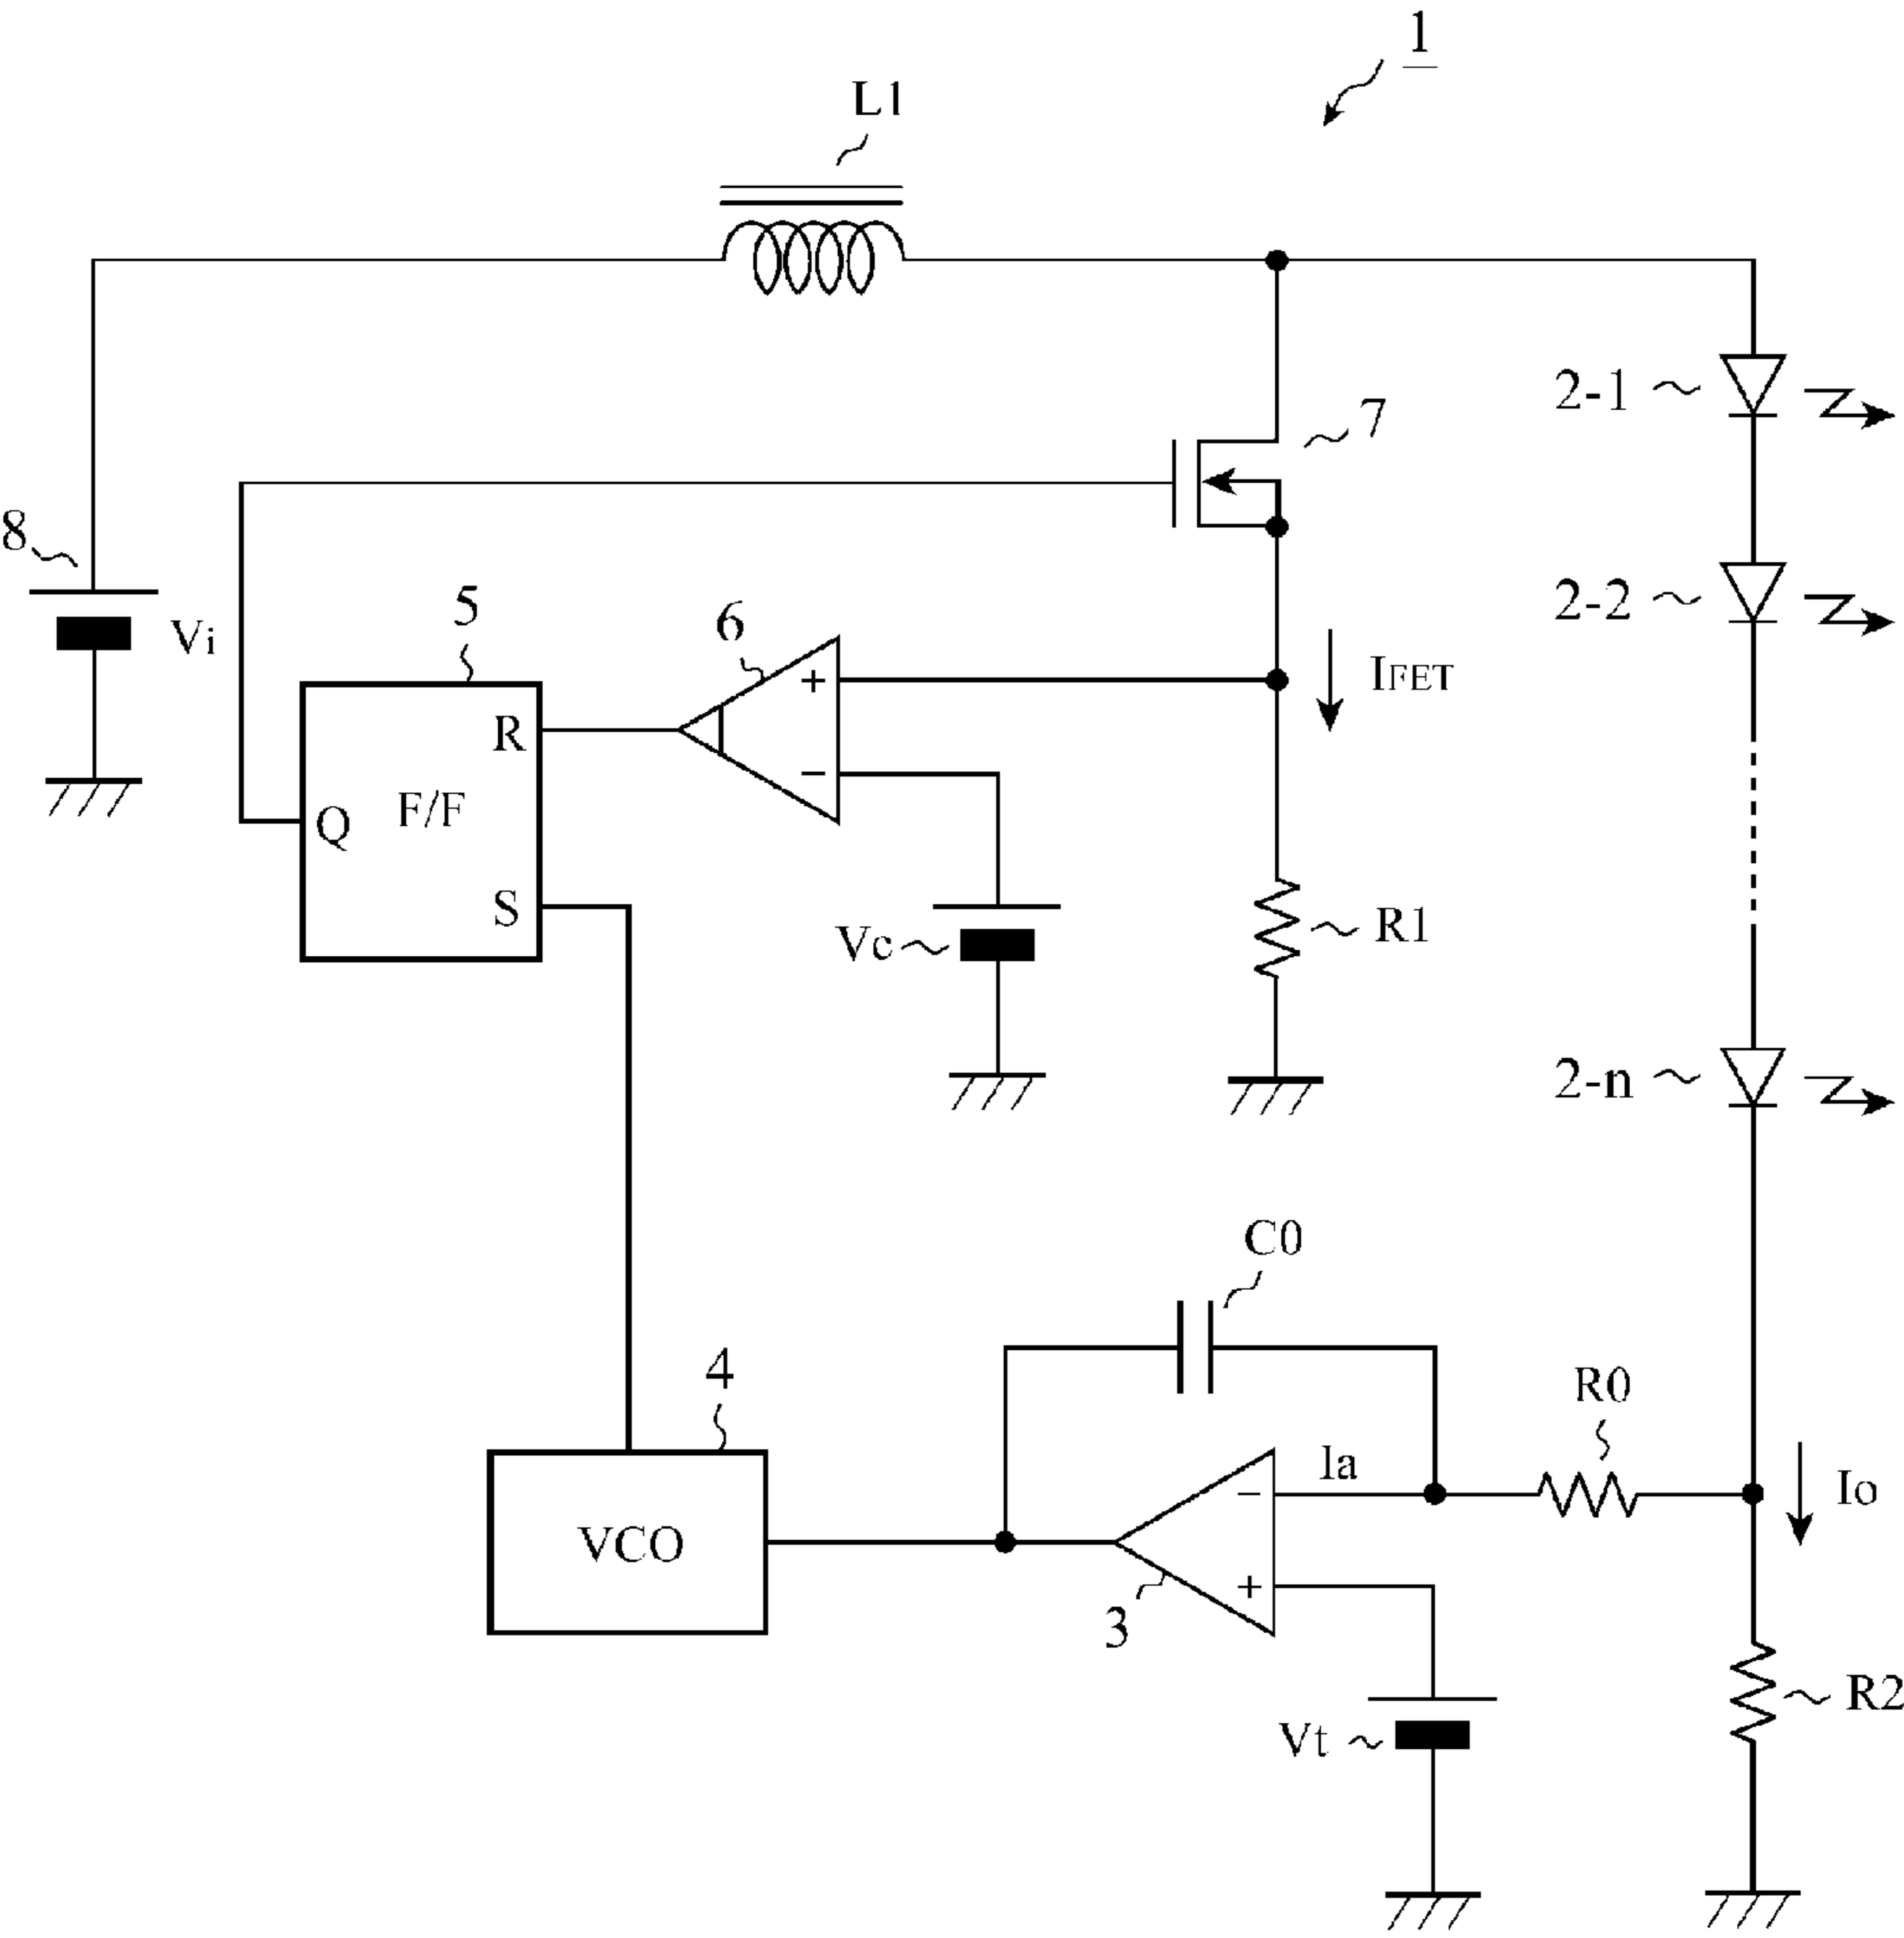 1
L1
2-1
7
8
Vi
5
6
2-2
IFET
R
+
−
Q
F/F
S
Vc
R1
2-n
C0
4
R0
Ia
−
Io
VCO
+
3
R2
Vt